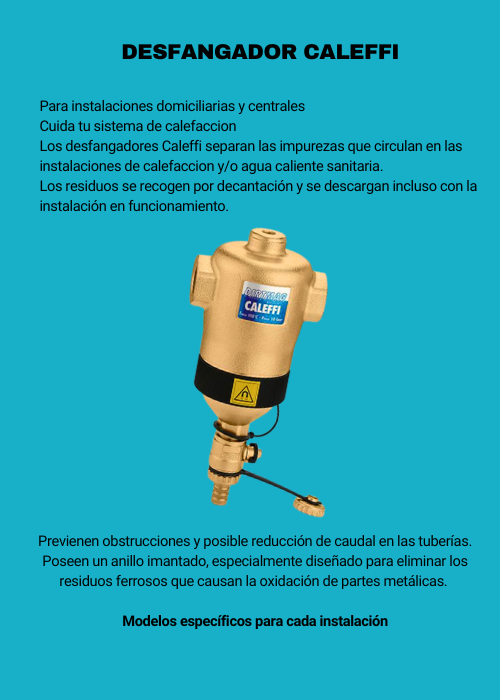 DESFANGADOR CALEFFI
Para instalaciones domiciliarias y centrales
Cuida tu sistema de calefaccion
Los desfangadores Caleffi separan las impurezas que circulan en las
instalaciones de calefaccion y/o agua caliente sanitaria.
Los residuos se recogen por decantación y se descargan incluso con la
instalación en funcionamiento.
CALEFFI
Previenen obstrucciones y posible reducción de caudal en las tuberías.
Poseen un anillo imantado, especialmente diseñado para eliminar los
residuos ferrosos que causan la oxidación de partes metálicas.
Modelos específicos para cada instalación